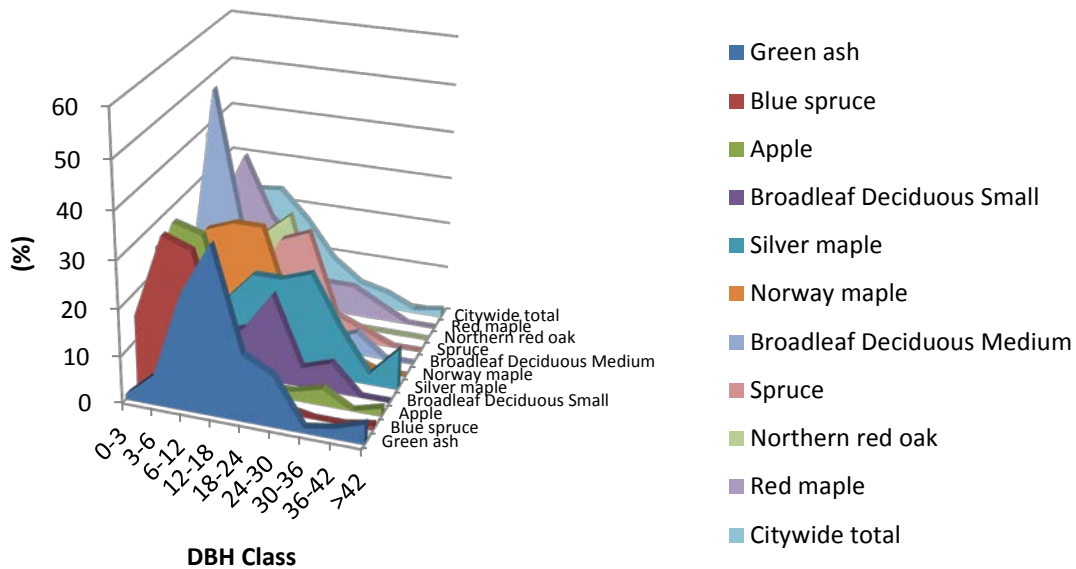 60
50
40
30
20
10
0
(%)
0-3
3-6
6-12
12-18
18-24
24-30
30-36
36-42
>42
DBH Class
Citywide total
Red maple
Northern red oak
Spruce
Broadleaf Deciduous Medium
Norway maple
Silver maple
Broadleaf Deciduous Small
Apple
Blue spruce
Green ash
Green ash
Blue spruce
Apple
Broadleaf Deciduous Small
Silver maple
Norway maple
Broadleaf Deciduous Medium
Spruce
Northern red oak
Red maple
Citywide total